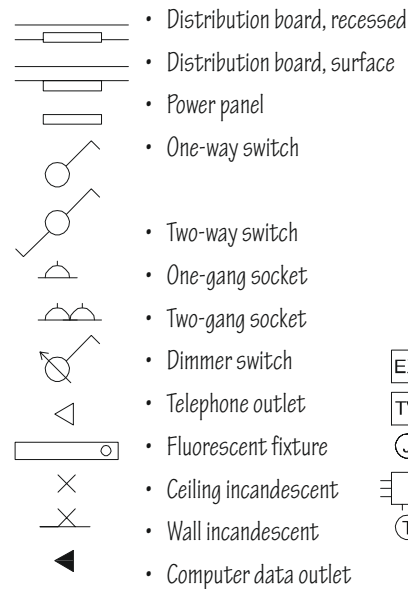 • Distribution board, recessed
• Distribution board, surface
• Power panel
• One-way switch
• Two-way switch
• One-gang socket
• Two-gang socket
• Dimmer switch
• Telephone outlet
• Fluorescent fixture
• Ceiling incandescent
• Wall incandescent
• Computer data outlet